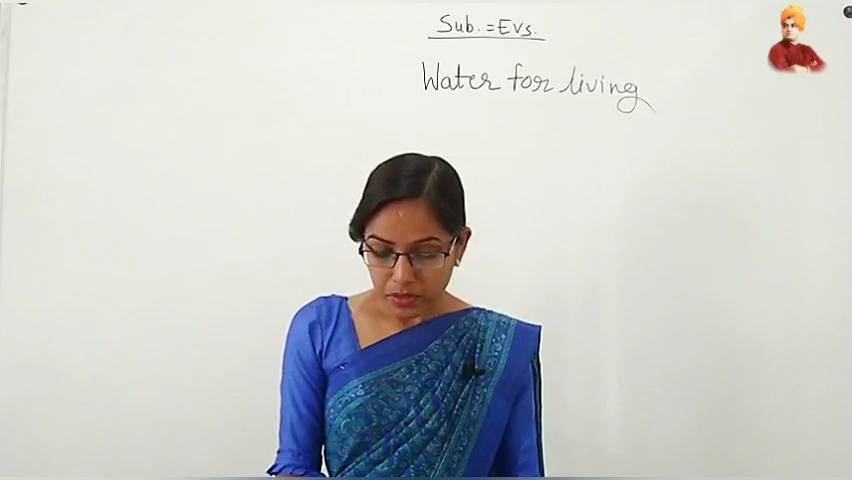 Sub. = Evs.
Water for living